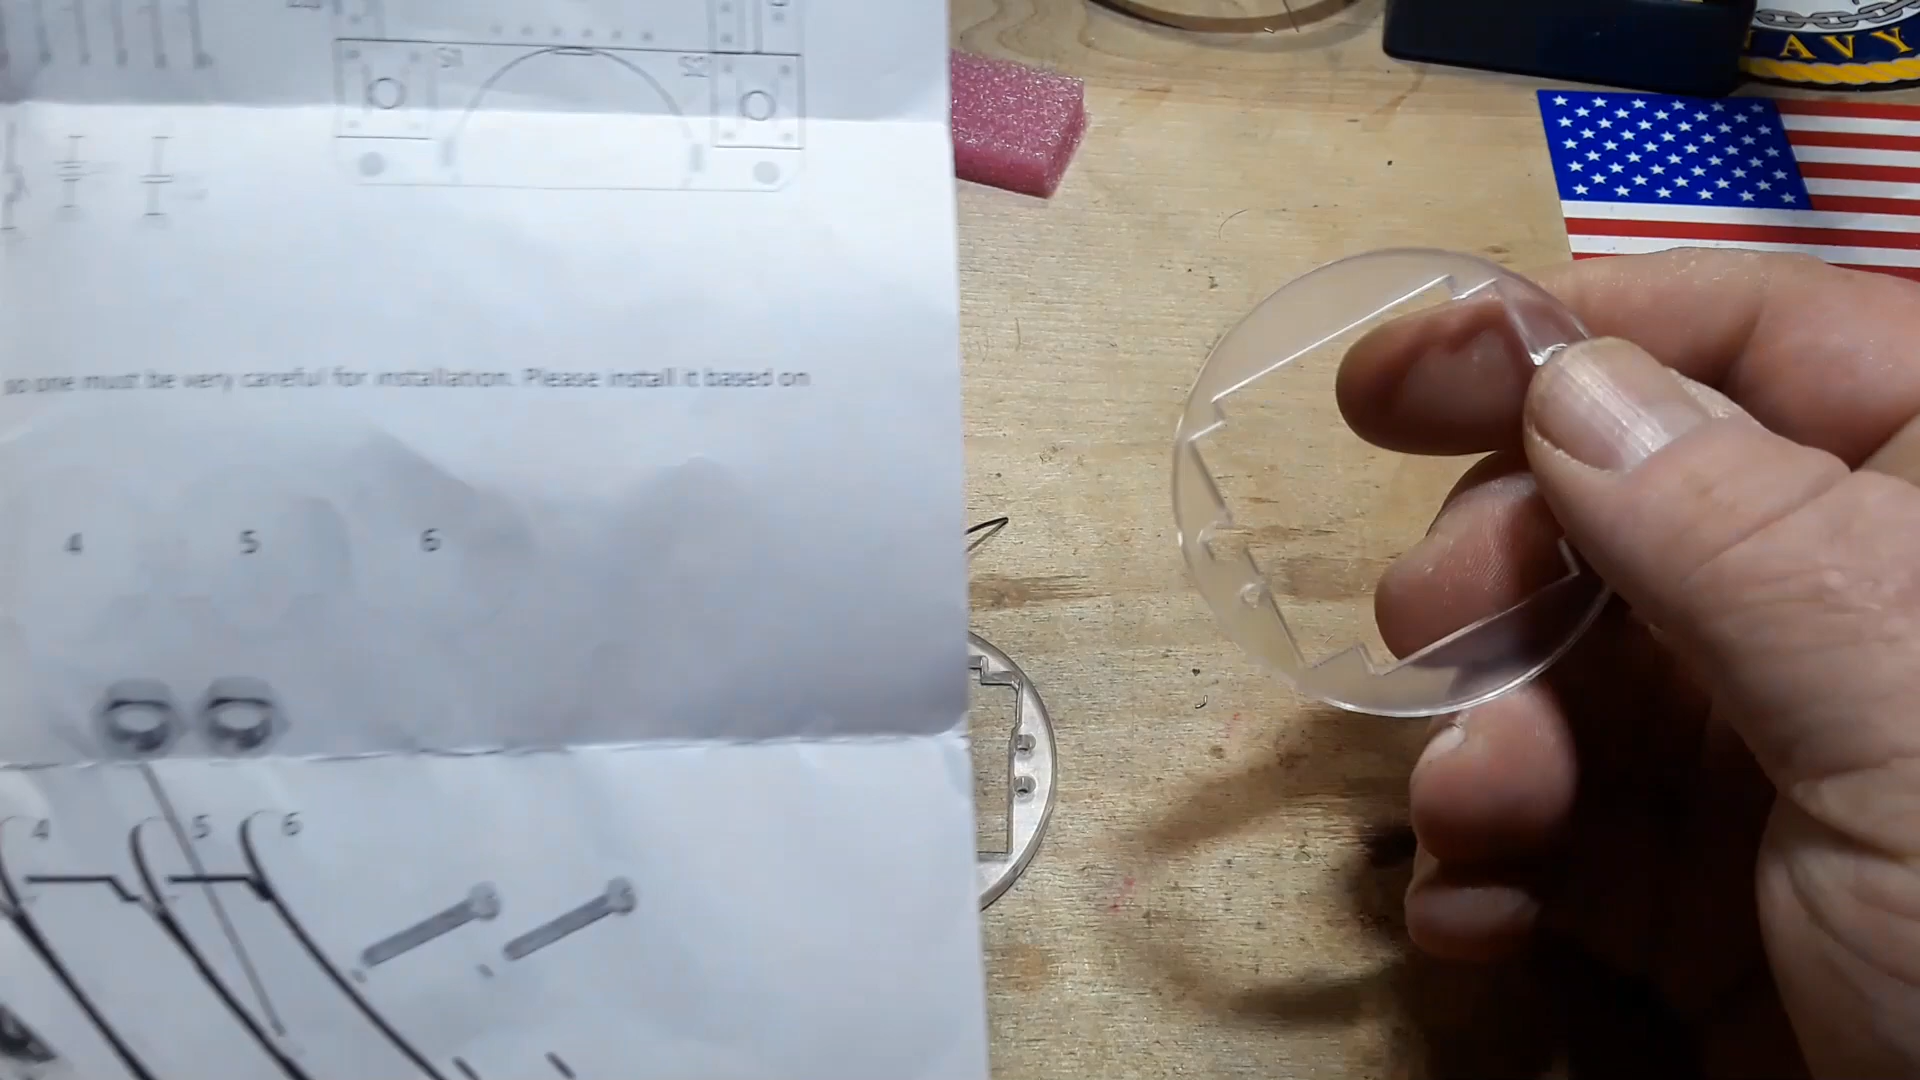 S1
S2
NAVY
so one must be very careful for installation. Please install it based on
4 5 6
4 5 6